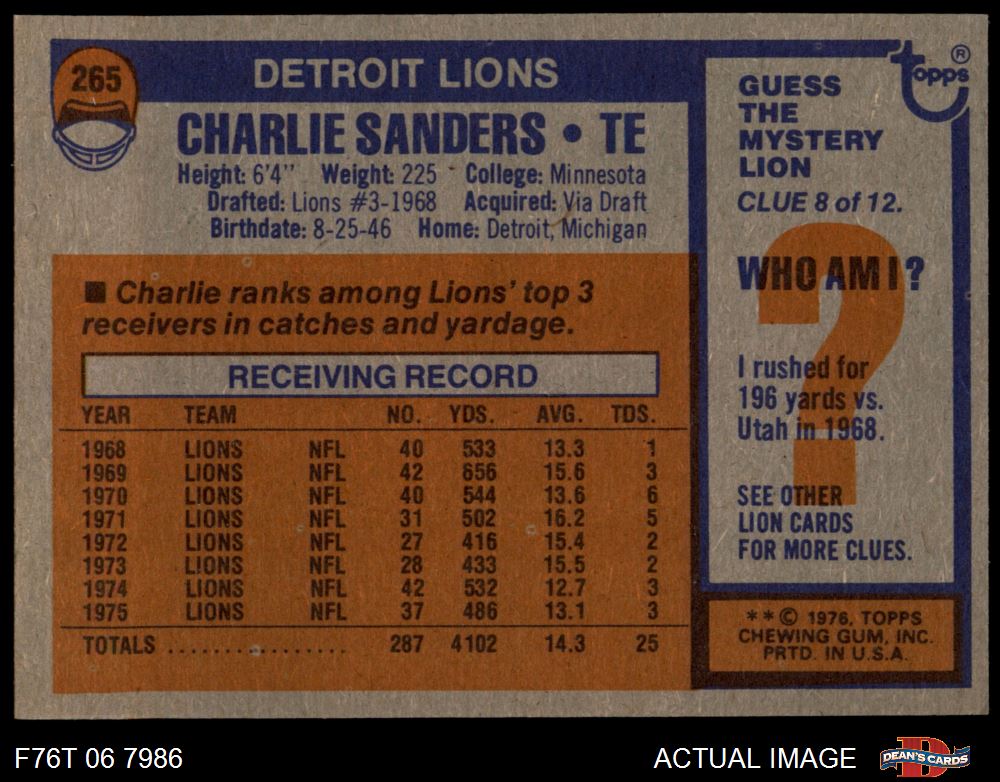 265
DETROIT LIONS
CHARLIE SANDERS • TE
Height: 6'4" Weight: 225 College: Minnesota
Drafted: Lions #3-1968 Acquired: Via Draft
Birthdate: 8-25-46 Home: Detroit, Michigan
■ Charlie ranks among Lions' top 3
receivers in catches and yardage.
RECEIVING RECORD
YEAR TEAM NO. YDS. AVG. TDS.
1968 LIONS NFL 40 533 13.3 1
1969 LIONS NFL 42 656 15.6 3
1970 LIONS NFL 40 544 13.6 6
1971 LIONS NFL 31 502 16.2 5
1972 LIONS NFL 27 416 15.4 2
1973 LIONS NFL 28 433 15.5 2
1974 LIONS NFL 42 532 12.7 3
1975 LIONS NFL 37 486 13.1 3
TOTALS ................ 287 4102 14.3 25
topps ®
GUESS
THE
MYSTERY
LION
CLUE 8 of 12.
?
WHO AM I?
I rushed for
196 yards vs.
Utah in 1968.
SEE OTHER
LION CARDS
FOR MORE CLUES.
**© 1976, TOPPS
CHEWING GUM, INC.
PRTD. IN U.S.A.
F76T 06 7986
ACTUAL IMAGE
D
DEAN'S CARDS